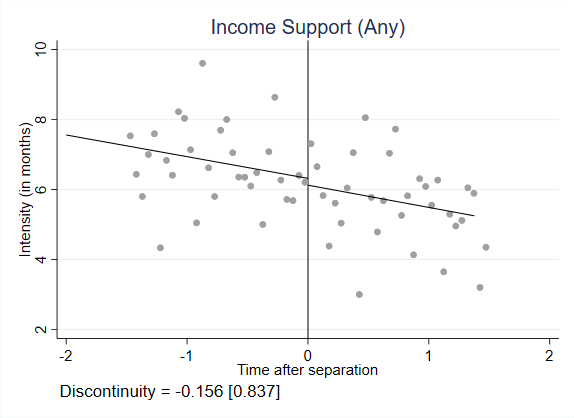 Income Support (Any)
Intensity (in months)
10
8
6
4
2
-2 -1 0 1 2
Time after separation
Discontinuity = -0.156 [0.837]